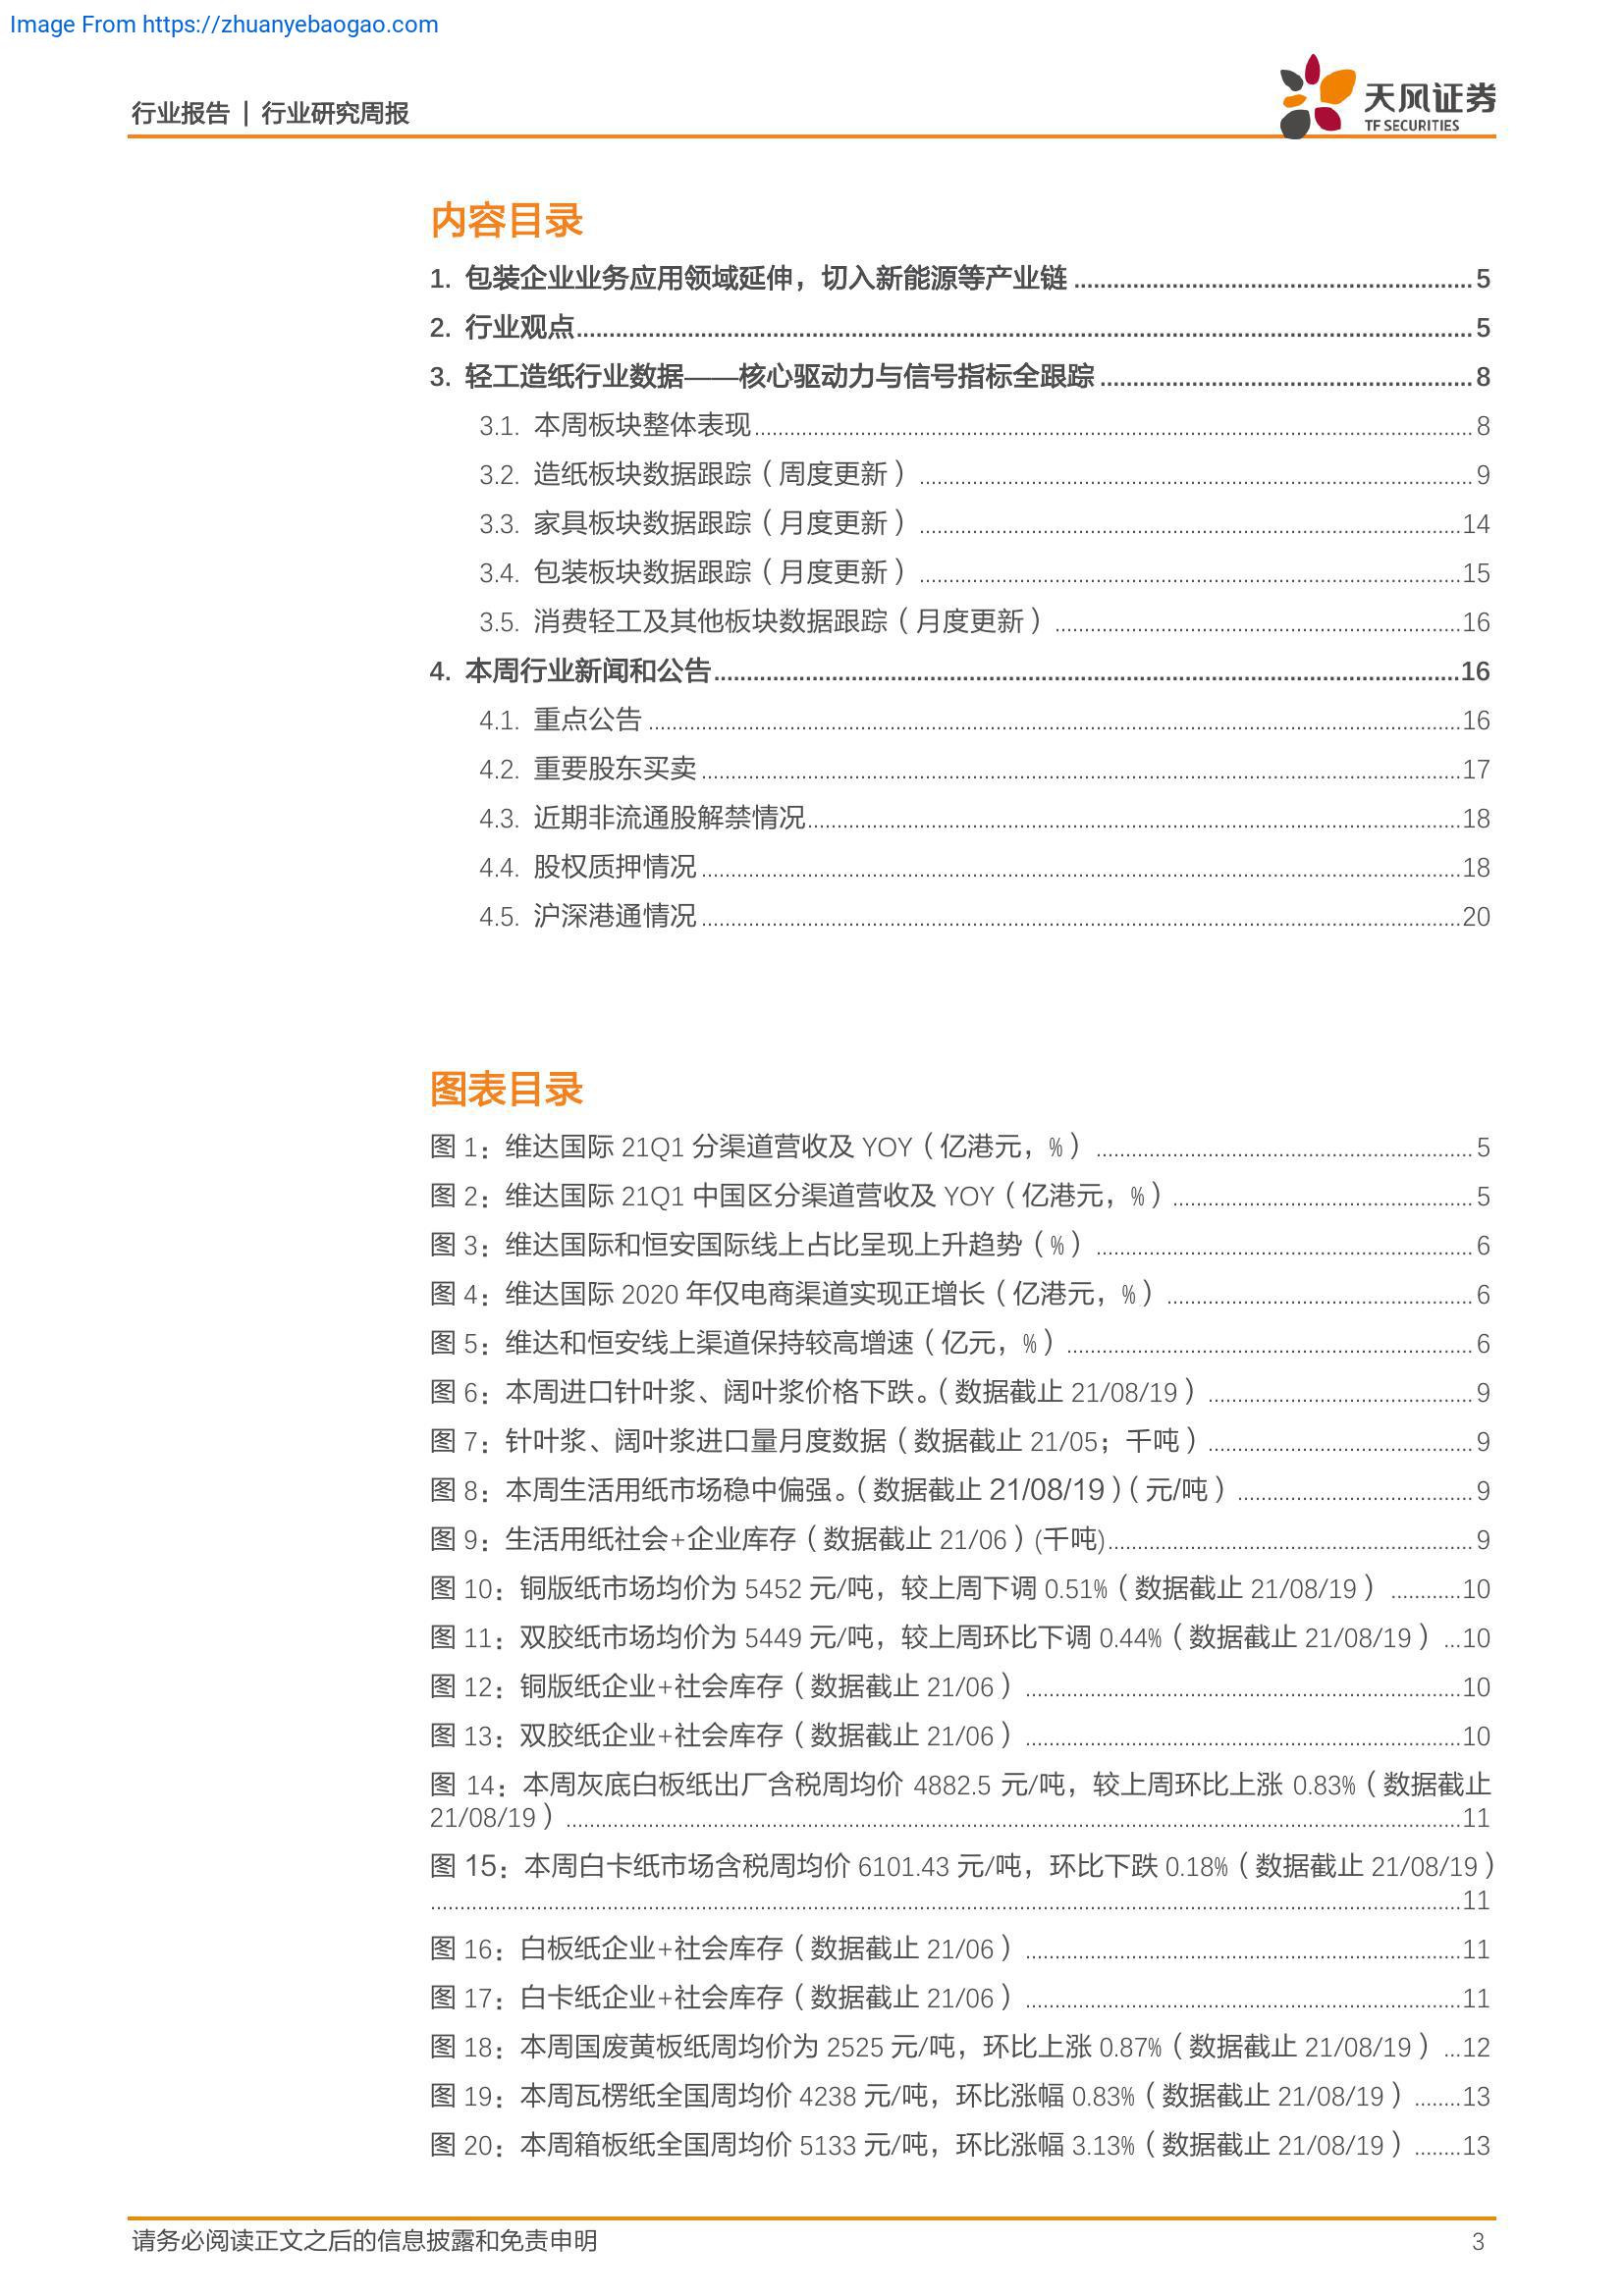 Image From https://zhuanyebaogao.com
行业报告 | 行业研究周报
天风证券
TF SECURITIES
内容目录
1. 包装企业业务应用领域延伸，切入新能源等产业链 5
2. 行业观点 5
3. 轻工造纸行业数据——核心驱动力与信号指标全跟踪 8
3.1. 本周板块整体表现 8
3.2. 造纸板块数据跟踪（周度更新） 9
3.3. 家具板块数据跟踪（月度更新） 14
3.4. 包装板块数据跟踪（月度更新） 15
3.5. 消费轻工及其他板块数据跟踪（月度更新） 16
4. 本周行业新闻和公告 16
4.1. 重点公告 16
4.2. 重要股东买卖 17
4.3. 近期非流通股解禁情况 18
4.4. 股权质押情况 18
4.5. 沪深港通情况 20
图表目录
图 1：维达国际 21Q1 分渠道营收及 YOY（亿港元，%） 5
图 2：维达国际 21Q1 中国区分渠道营收及 YOY（亿港元，%） 5
图 3：维达国际和恒安国际线上占比呈现上升趋势（%） 6
图 4：维达国际 2020 年仅电商渠道实现正增长（亿港元，%） 6
图 5：维达和恒安线上渠道保持较高增速（亿元，%） 6
图 6：本周进口针叶浆、阔叶浆价格下跌。（数据截止 21/08/19） 9
图 7：针叶浆、阔叶浆进口量月度数据（数据截止 21/05；千吨） 9
图 8：本周生活用纸市场稳中偏强。（数据截止 21/08/19）（元/吨） 9
图 9：生活用纸社会+企业库存（数据截止 21/06）(千吨) 9
图 10：铜版纸市场均价为 5452 元/吨，较上周下调 0.51%（数据截止 21/08/19） 10
图 11：双胶纸市场均价为 5449 元/吨，较上周环比下调 0.44%（数据截止 21/08/19） 10
图 12：铜版纸企业+社会库存（数据截止 21/06） 10
图 13：双胶纸企业+社会库存（数据截止 21/06） 10
图 14：本周灰底白板纸出厂含税周均价 4882.5 元/吨，较上周环比上涨 0.83%（数据截止
21/08/19） 11
图 15：本周白卡纸市场含税周均价 6101.43 元/吨，环比下跌 0.18%（数据截止 21/08/19）
11
图 16：白板纸企业+社会库存（数据截止 21/06） 11
图 17：白卡纸企业+社会库存（数据截止 21/06） 11
图 18：本周国废黄板纸周均价为 2525 元/吨，环比上涨 0.87%（数据截止 21/08/19） 12
图 19：本周瓦楞纸全国周均价 4238 元/吨，环比涨幅 0.83%（数据截止 21/08/19） 13
图 20：本周箱板纸全国周均价 5133 元/吨，环比涨幅 3.13%（数据截止 21/08/19） 13
请务必阅读正文之后的信息披露和免责申明 3